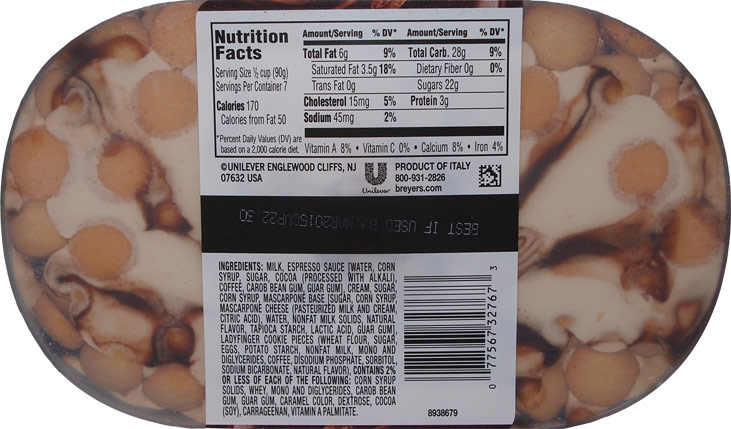 Nutrition Facts
Amount/Serving % DV* Amount/Serving % DV*
Total Fat 6g 9% Total Carb. 28g 9%
Serving Size ½ cup (90g)
Servings Per Container 7
Saturated Fat 3.5g 18% Dietary Fiber 0g 0%
Trans Fat 0g Sugars 22g
Calories 170
Calories from Fat 50
Cholesterol 15mg 5% Protein 3g
Sodium 45mg 2%
*Percent Daily Values (DV) are
based on a 2,000 calorie diet.
Vitamin A 8% • Vitamin C 0% • Calcium 8% • Iron 4%
©UNILEVER ENGLEWOOD CLIFFS, NJ
07632 USA
Unilever
PRODUCT OF ITALY
800-931-2826
breyers.com
BEST IF USED BY
INGREDIENTS: MILK, ESPRESSO SAUCE [WATER, CORN
SYRUP, SUGAR, COCOA (PROCESSED WITH ALKALI),
COFFEE, CAROB BEAN GUM, GUAR GUM], CREAM, SUGAR,
CORN SYRUP, MASCARPONE BASE [SUGAR, CORN SYRUP,
MASCARPONE CHEESE (PASTEURIZED MILK AND CREAM,
CITRIC ACID), WATER, NONFAT MILK SOLIDS, NATURAL
FLAVOR, TAPIOCA STARCH, LACTIC ACID, GUAR GUM],
LADYFINGER COOKIE PIECES (WHEAT FLOUR, SUGAR,
EGGS, POTATO STARCH, NONFAT MILK, MONO AND
DIGLYCERIDES, COFFEE, DISODIUM PHOSPHATE, SORBITOL,
SODIUM BICARBONATE, NATURAL FLAVOR), CONTAINS 2%
OR LESS OF EACH OF THE FOLLOWING: CORN SYRUP
SOLIDS, WHEY, MONO AND DIGLYCERIDES, CAROB BEAN
GUM, GUAR GUM, CARAMEL COLOR, DEXTROSE, COCOA
(SOY), CARRAGEENAN, VITAMIN A PALMITATE.
0 77567 32767 3
8938679